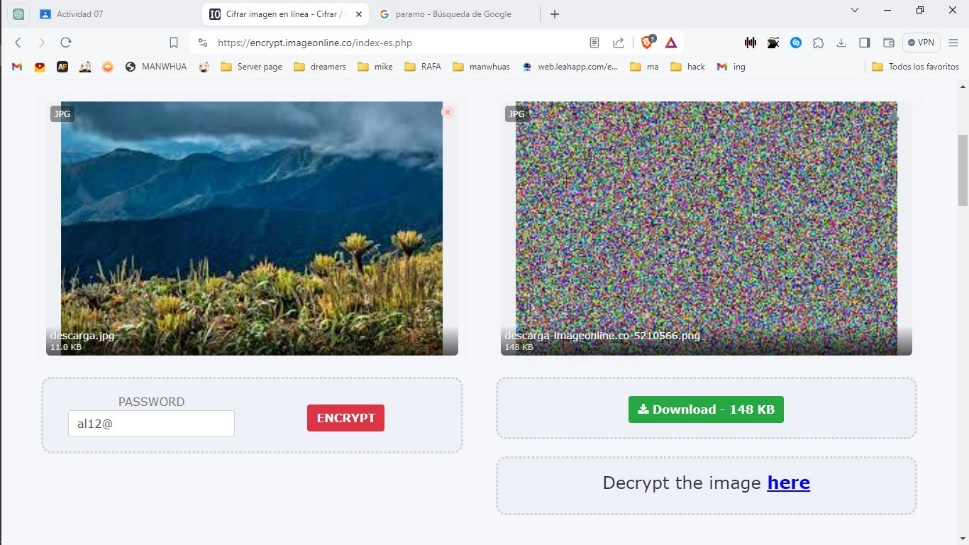 Actividad 07
Cifrar imagen en línea - Cifrar /
paramo - Búsqueda de Google
https://encrypt.imageonline.co/index-es.php
VPN
MANWHUA
Server page
dreamers
mike
RAFA
manwhuas
web.leahapp.com/e...
ma
hack
ing
Todos los favoritos
JPG
descarga.jpg
11.0 KB
JPG
descarga-imageonline.co-5210566.png
148 KB
PASSWORD
al12@
ENCRYPT
Download - 148 KB
Decrypt the image here